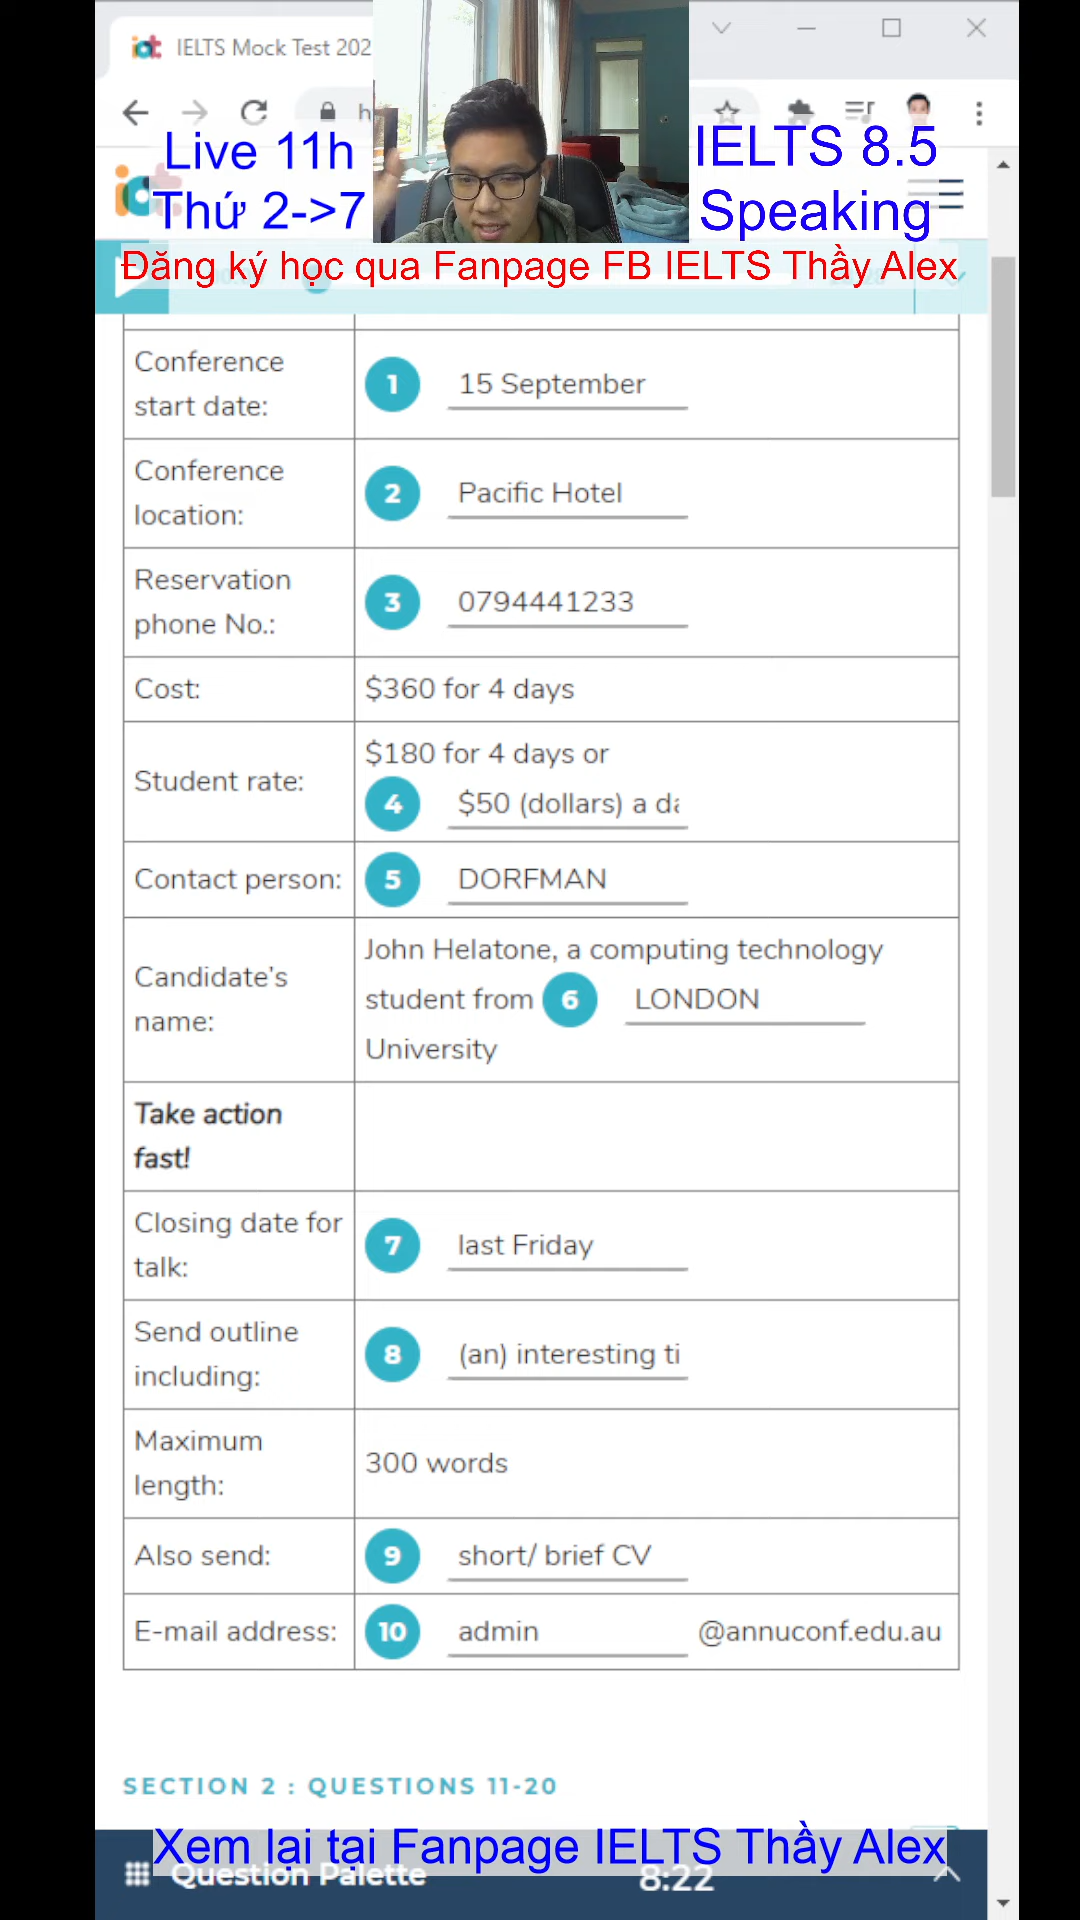 IELTS Mock Test 202
Live 11h
Thứ 2->7
IELTS 8.5
Speaking
Đăng ký học qua Fanpage FB IELTS Thầy Alex
Conference start date:
1 15 September
Conference location:
2 Pacific Hotel
Reservation phone No.:
3 0794441233
Cost:
$360 for 4 days
Student rate:
$180 for 4 days or
4 $50 (dollars) a da
Contact person:
5 DORFMAN
Candidate's name:
John Helatone, a computing technology
student from 6 LONDON
University
Take action fast!
Closing date for talk:
7 last Friday
Send outline including:
8 (an) interesting ti
Maximum length:
300 words
Also send:
9 short/ brief CV
E-mail address:
10 admin @annuconf.edu.au
SECTION 2 : QUESTIONS 11-20
Xem lại tại Fanpage IELTS Thầy Alex
Question Palette
8:22